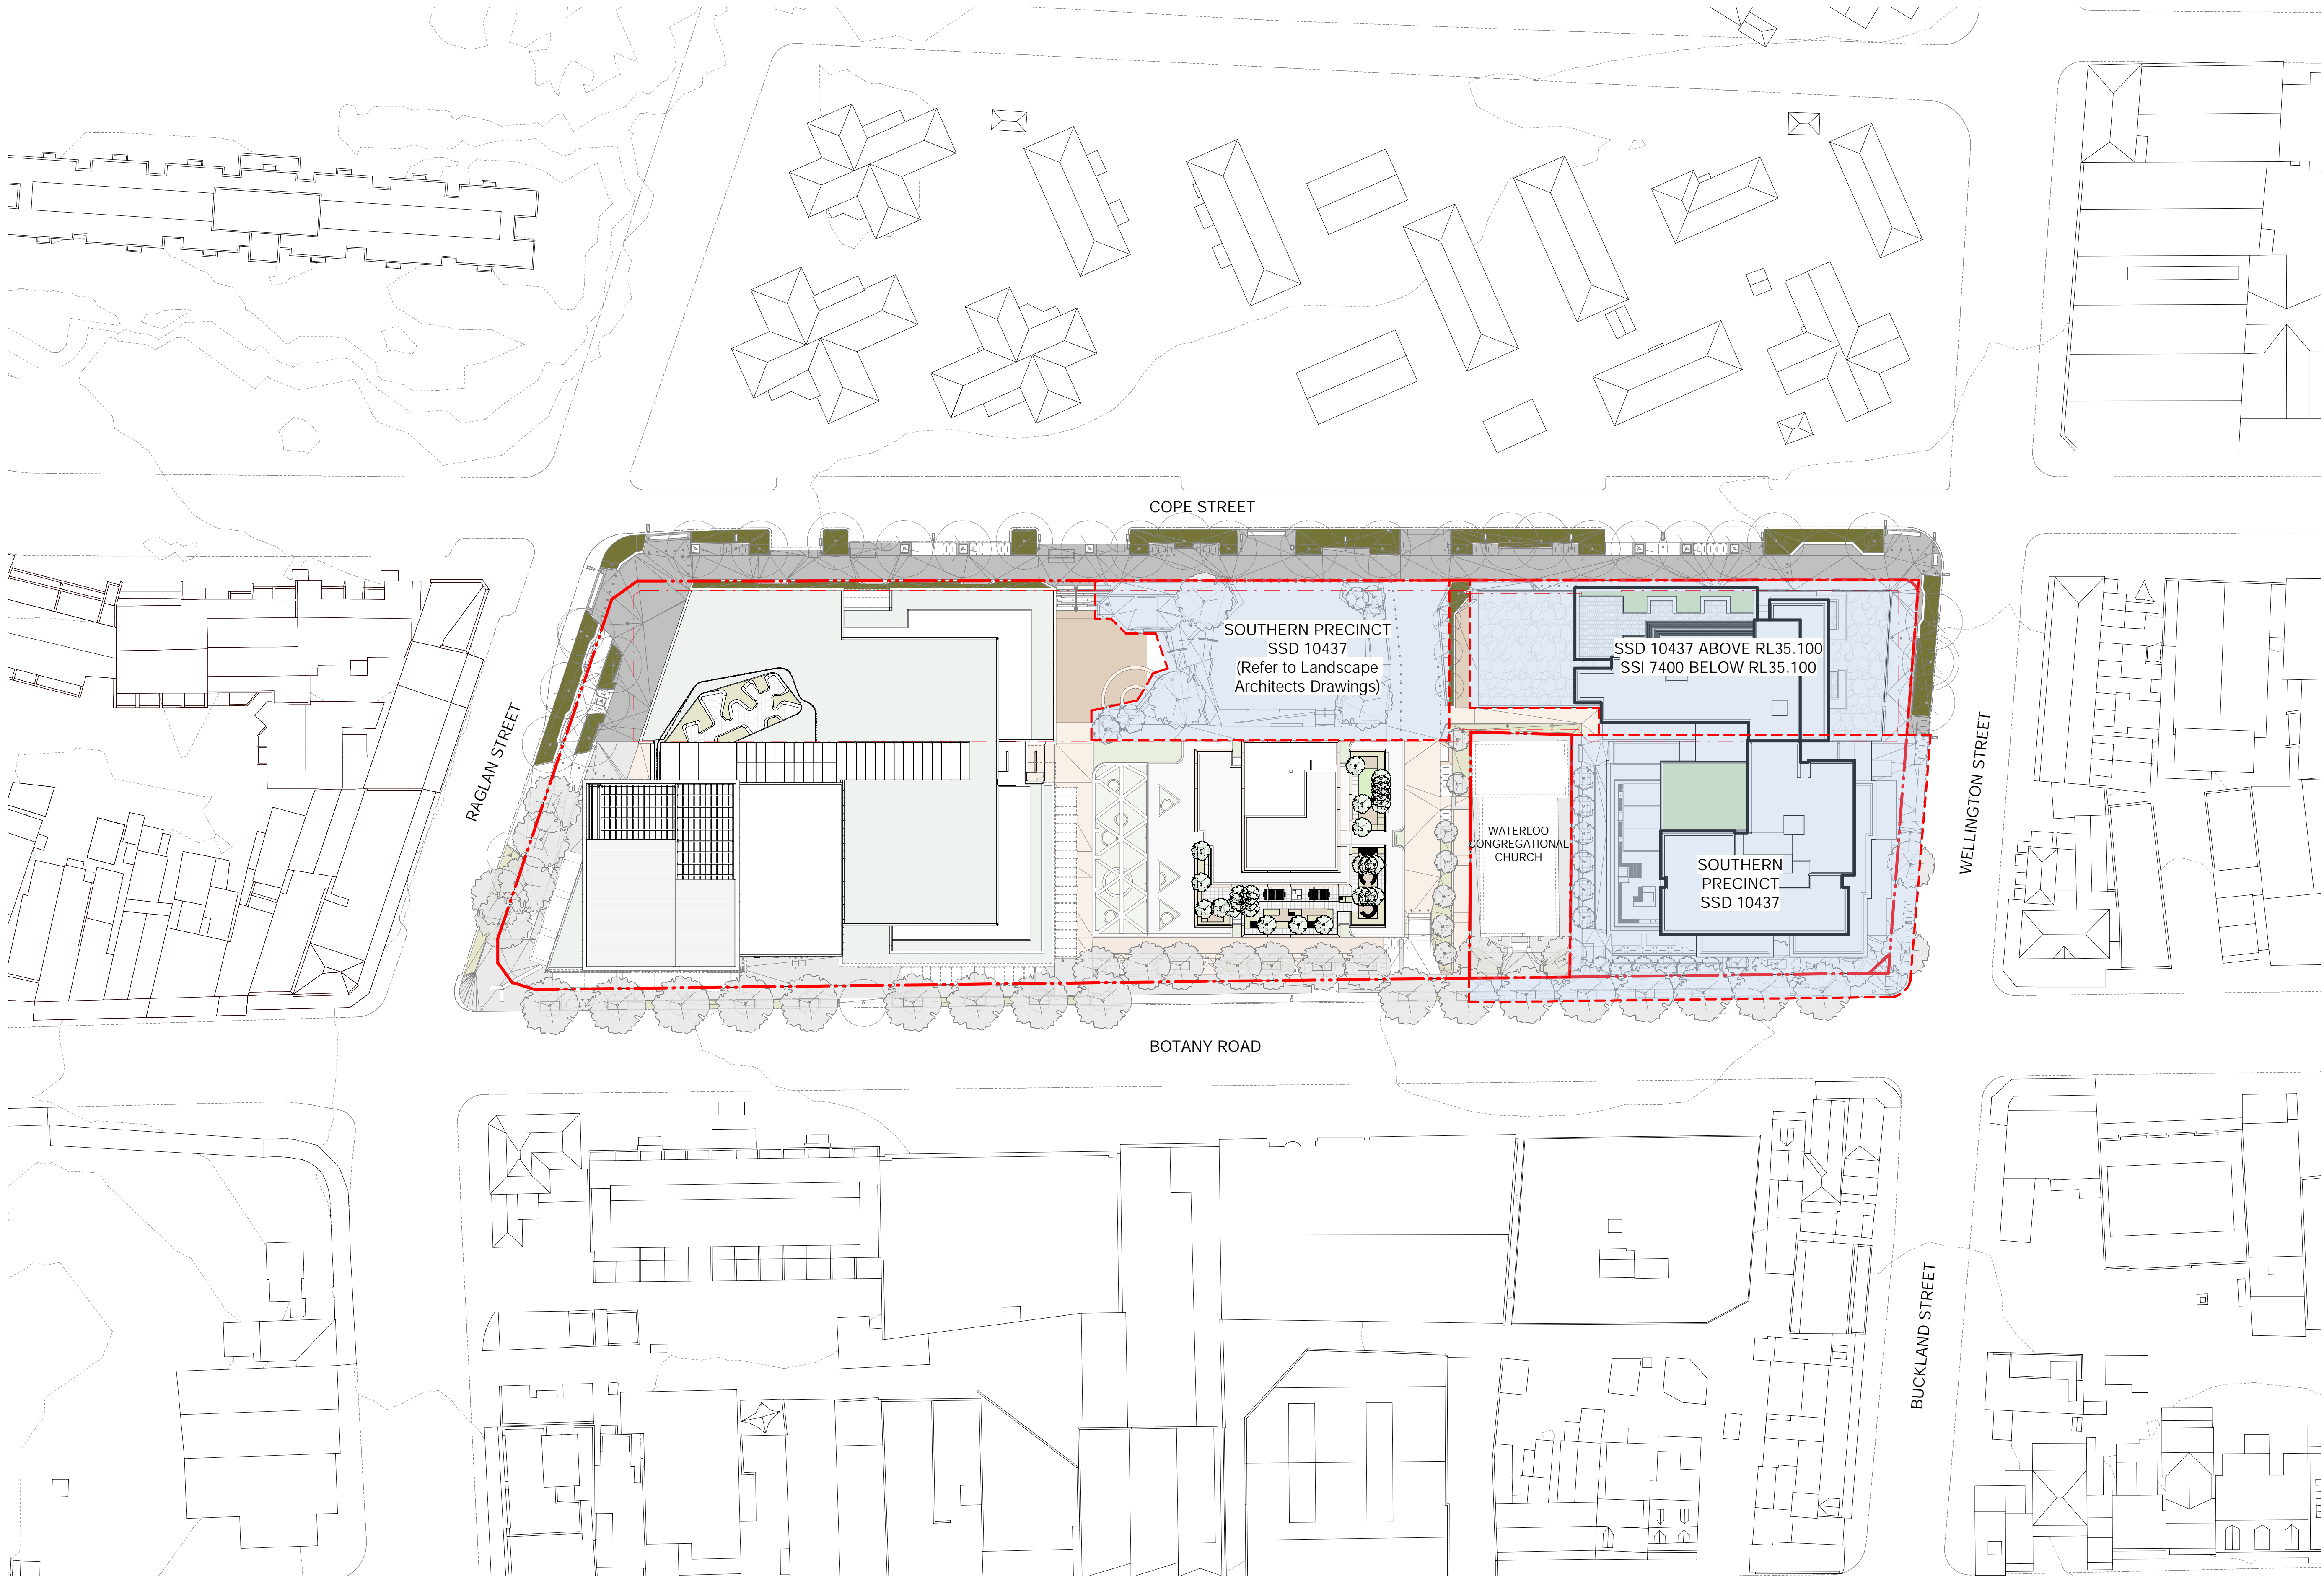 COPE STREET
SOUTHERN PRECINCT
SSD 10437
(Refer to Landscape
Architects Drawings)
SSD 10437 ABOVE RL35.100
SSI 7400 BELOW RL35.100
RAGLAN STREET
WELLINGTON STREET
WATERLOO
CONGREGATIONAL
CHURCH
SOUTHERN
PRECINCT
SSD 10437
BOTANY ROAD
BUCKLAND STREET